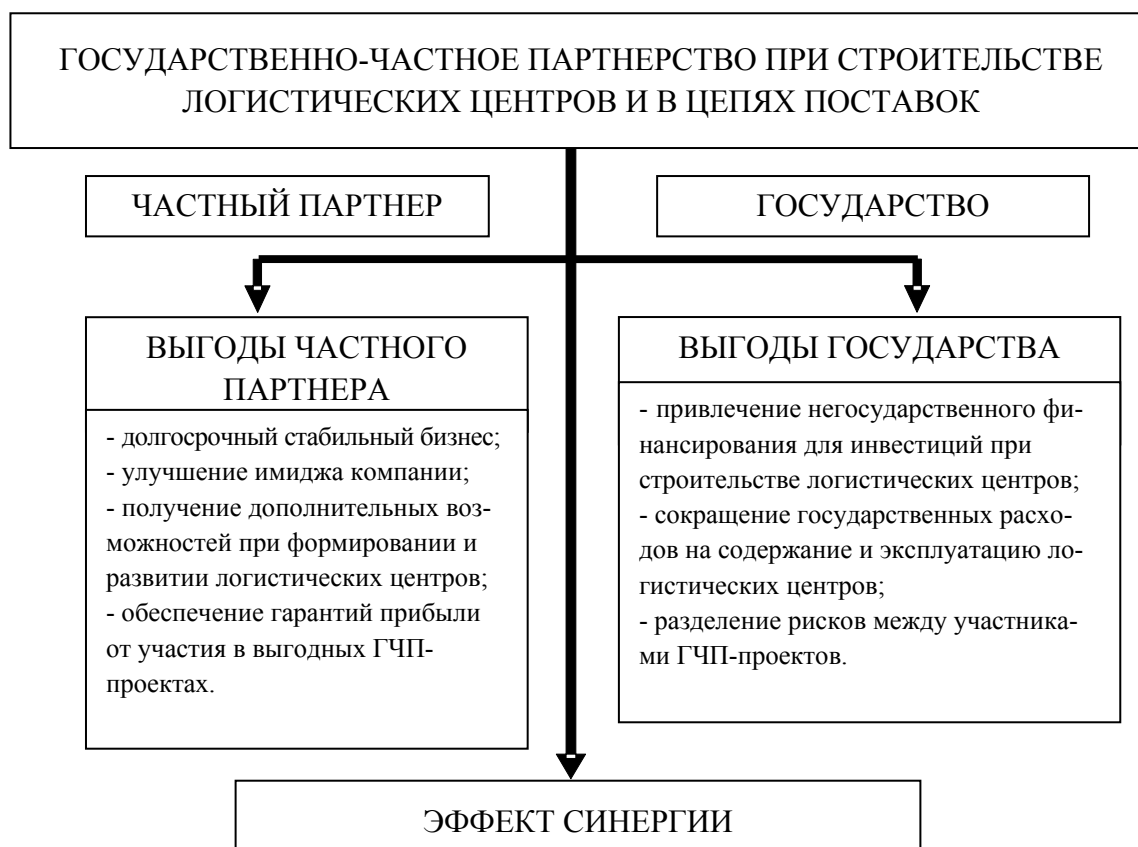 ГОСУДАРСТВЕННО-ЧАСТНОЕ ПАРТНЕРСТВО ПРИ СТРОИТЕЛЬСТВЕ
ЛОГИСТИЧЕСКИХ ЦЕНТРОВ И В ЦЕПЯХ ПОСТАВОК
ЧАСТНЫЙ ПАРТНЕР
ГОСУДАРСТВО
ВЫГОДЫ ЧАСТНОГО
ПАРТНЕРА
- долгосрочный стабильный бизнес;
- улучшение имиджа компании;
- получение дополнительных воз-
можностей при формировании и
развитии логистических центров;
- обеспечение гарантий прибыли
от участия в выгодных ГЧП-
проектах.
ВЫГОДЫ ГОСУДАРСТВА
- привлечение негосударственного фи-
нансирования для инвестиций при
строительстве логистических центров;
- сокращение государственных расхо-
дов на содержание и эксплуатацию ло-
гистических центров;
- разделение рисков между участника-
ми ГЧП-проектов.
ЭФФЕКТ СИНЕРГИИ